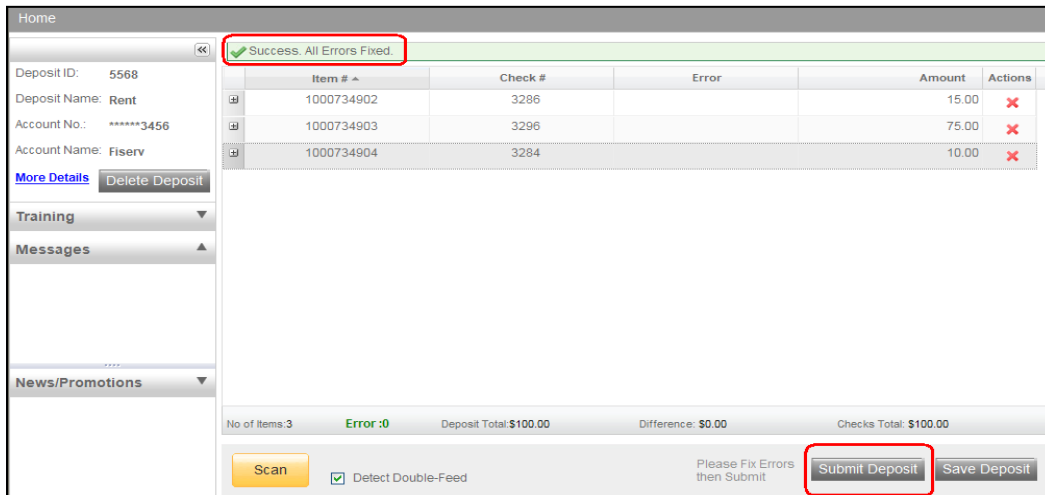 Home
Success. All Errors Fixed.
Deposit ID: 5568
Deposit Name: Rent
Account No.: ******3456
Account Name: Fiserv
More Details Delete Deposit
Training
Messages
News/Promotions
Item # Check # Error Amount Actions
1000734902 3286 15.00
1000734903 3296 75.00
1000734904 3284 10.00
No of Items:3 Error :0 Deposit Total:$100.00 Difference: $0.00 Checks Total: $100.00
Scan
Detect Double-Feed
Please Fix Errors
then Submit
Submit Deposit Save Deposit